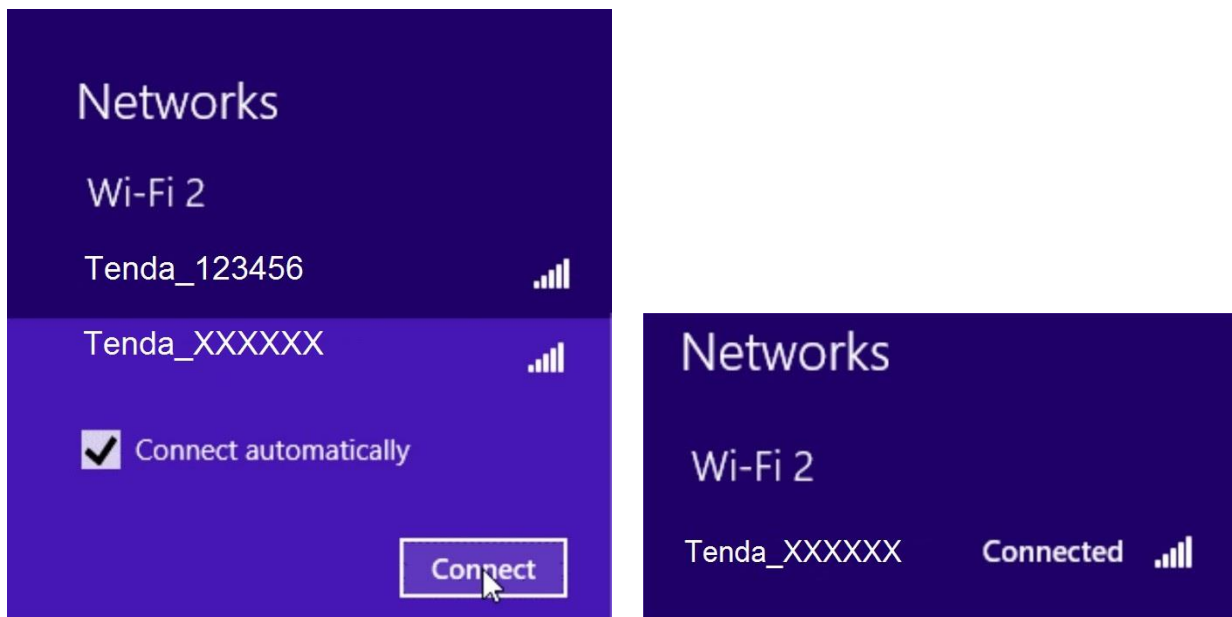 Networks
Wi-Fi 2
Tenda_123456
Tenda_XXXXXX
Connect automatically
Connect
Networks
Wi-Fi 2
Tenda_XXXXXX Connected